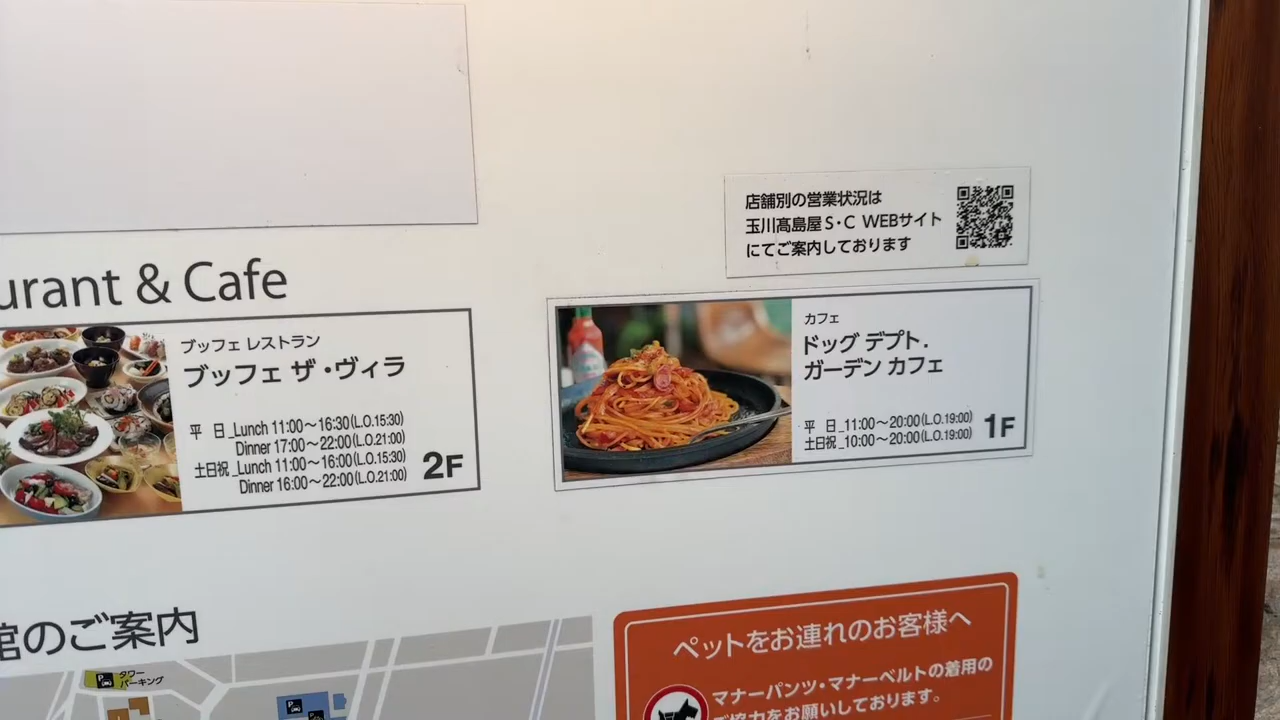 店舗別の営業状況は
玉川髙島屋S・C WEBサイト
にてご案内しております
urant & Cafe
ブッフェ レストラン
ブッフェ ザ・ヴィラ
平 日_Lunch 11:00～16:30(L.O.15:30)
Dinner 17:00～22:00(L.O.21:00)
土日祝_Lunch 11:00～16:00(L.O.15:30)
Dinner 16:00～22:00(L.O.21:00)
2F
カフェ
ドッグ デプト.
ガーデン カフェ
平 日_11:00～20:00(L.O.19:00)
土日祝_10:00～20:00(L.O.19:00)
1F
館のご案内
タワー
パーキング
ペットをお連れのお客様へ
マナーパンツ・マナーベルトの着用の
ご協力をお願いしております。